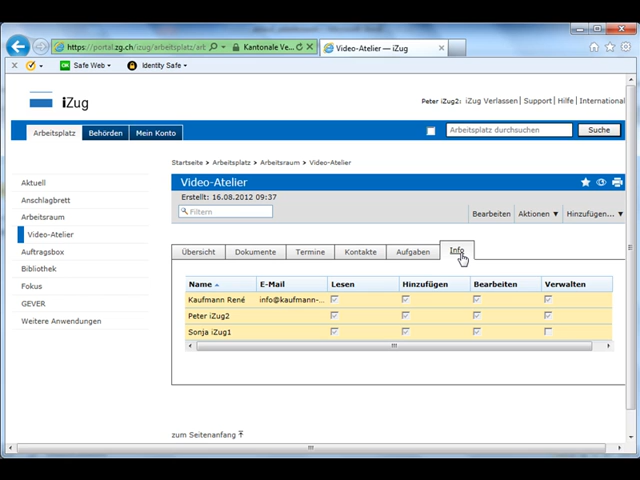 https://portal.zg.ch/izug/arbeitsplatz/arb
Kantonale Ve...
Video-Atelier — iZug
OK Safe Web
Identity Safe
iZug
Peter iZug2: iZug Verlassen | Support | Hilfe | International
Arbeitsplatz
Behörden
Mein Konto
Arbeitsplatz durchsuchen
Suche
Startseite > Arbeitsplatz > Arbeitsraum > Video-Atelier
Aktuell
Anschlagbrett
Arbeitsraum
Video-Atelier
Auftragsbox
Bibliothek
Fokus
GEVER
Weitere Anwendungen
Video-Atelier
Erstellt: 16.08.2012 09:37
Filtern
Bearbeiten
Aktionen
Hinzufügen...
Übersicht
Dokumente
Termine
Kontakte
Aufgaben
Info
Name E-Mail Lesen Hinzufügen Bearbeiten Verwalten
Kaufmann René info@kaufmann-...
Peter iZug2
Sonja iZug1
zum Seitenanfang